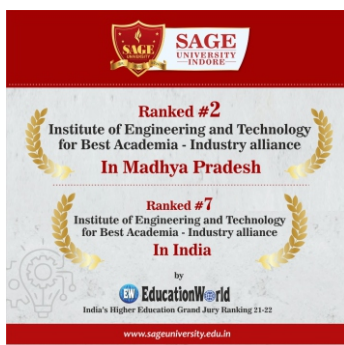 SAGE
UNIVERSITY
SAGE
UNIVERSITY
INDORE
Ranked #2
Institute of Engineering and Technology
for Best Academia - Industry alliance
In Madhya Pradesh
Ranked #7
Institute of Engineering and Technology
for Best Academia - Industry alliance
In India
by
EW EducationWorld
India's Higher Education Grand Jury Ranking 21-22
www.sageuniversity.edu.in